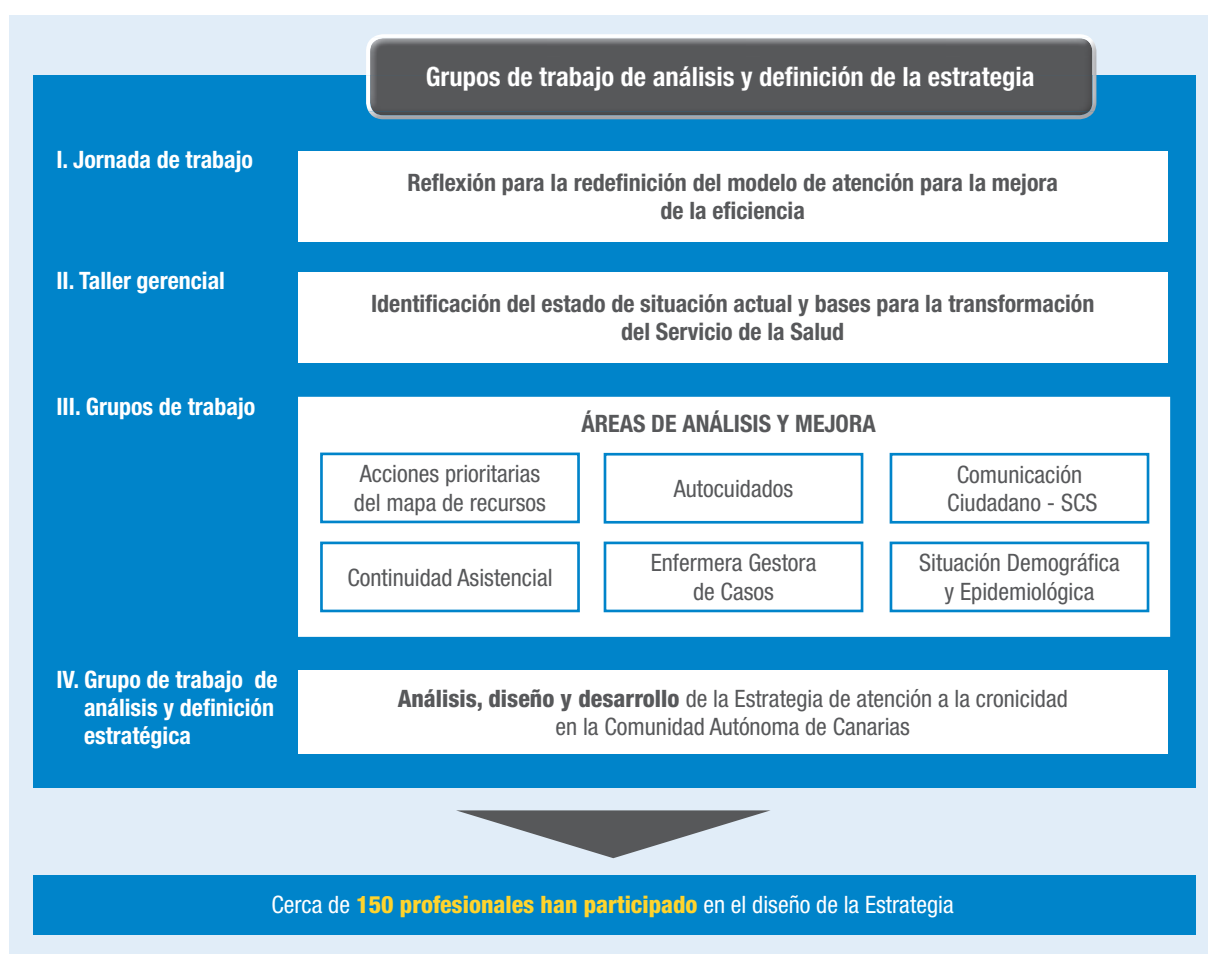 Grupos de trabajo de análisis y definición de la estrategia
I. Jornada de trabajo
Reflexión para la redefinición del modelo de atención para la mejora
de la eficiencia
II. Taller gerencial
Identificación del estado de situación actual y bases para la transformación
del Servicio de la Salud
III. Grupos de trabajo
ÁREAS DE ANÁLISIS Y MEJORA
Acciones prioritarias
del mapa de recursos
Autocuidados
Comunicación
Ciudadano - SCS
Continuidad Asistencial
Enfermera Gestora
de Casos
Situación Demográfica
y Epidemiológica
IV. Grupo de trabajo de
análisis y definición
estratégica
Análisis, diseño y desarrollo de la Estrategia de atención a la cronicidad
en la Comunidad Autónoma de Canarias
Cerca de 150 profesionales han participado en el diseño de la Estrategia